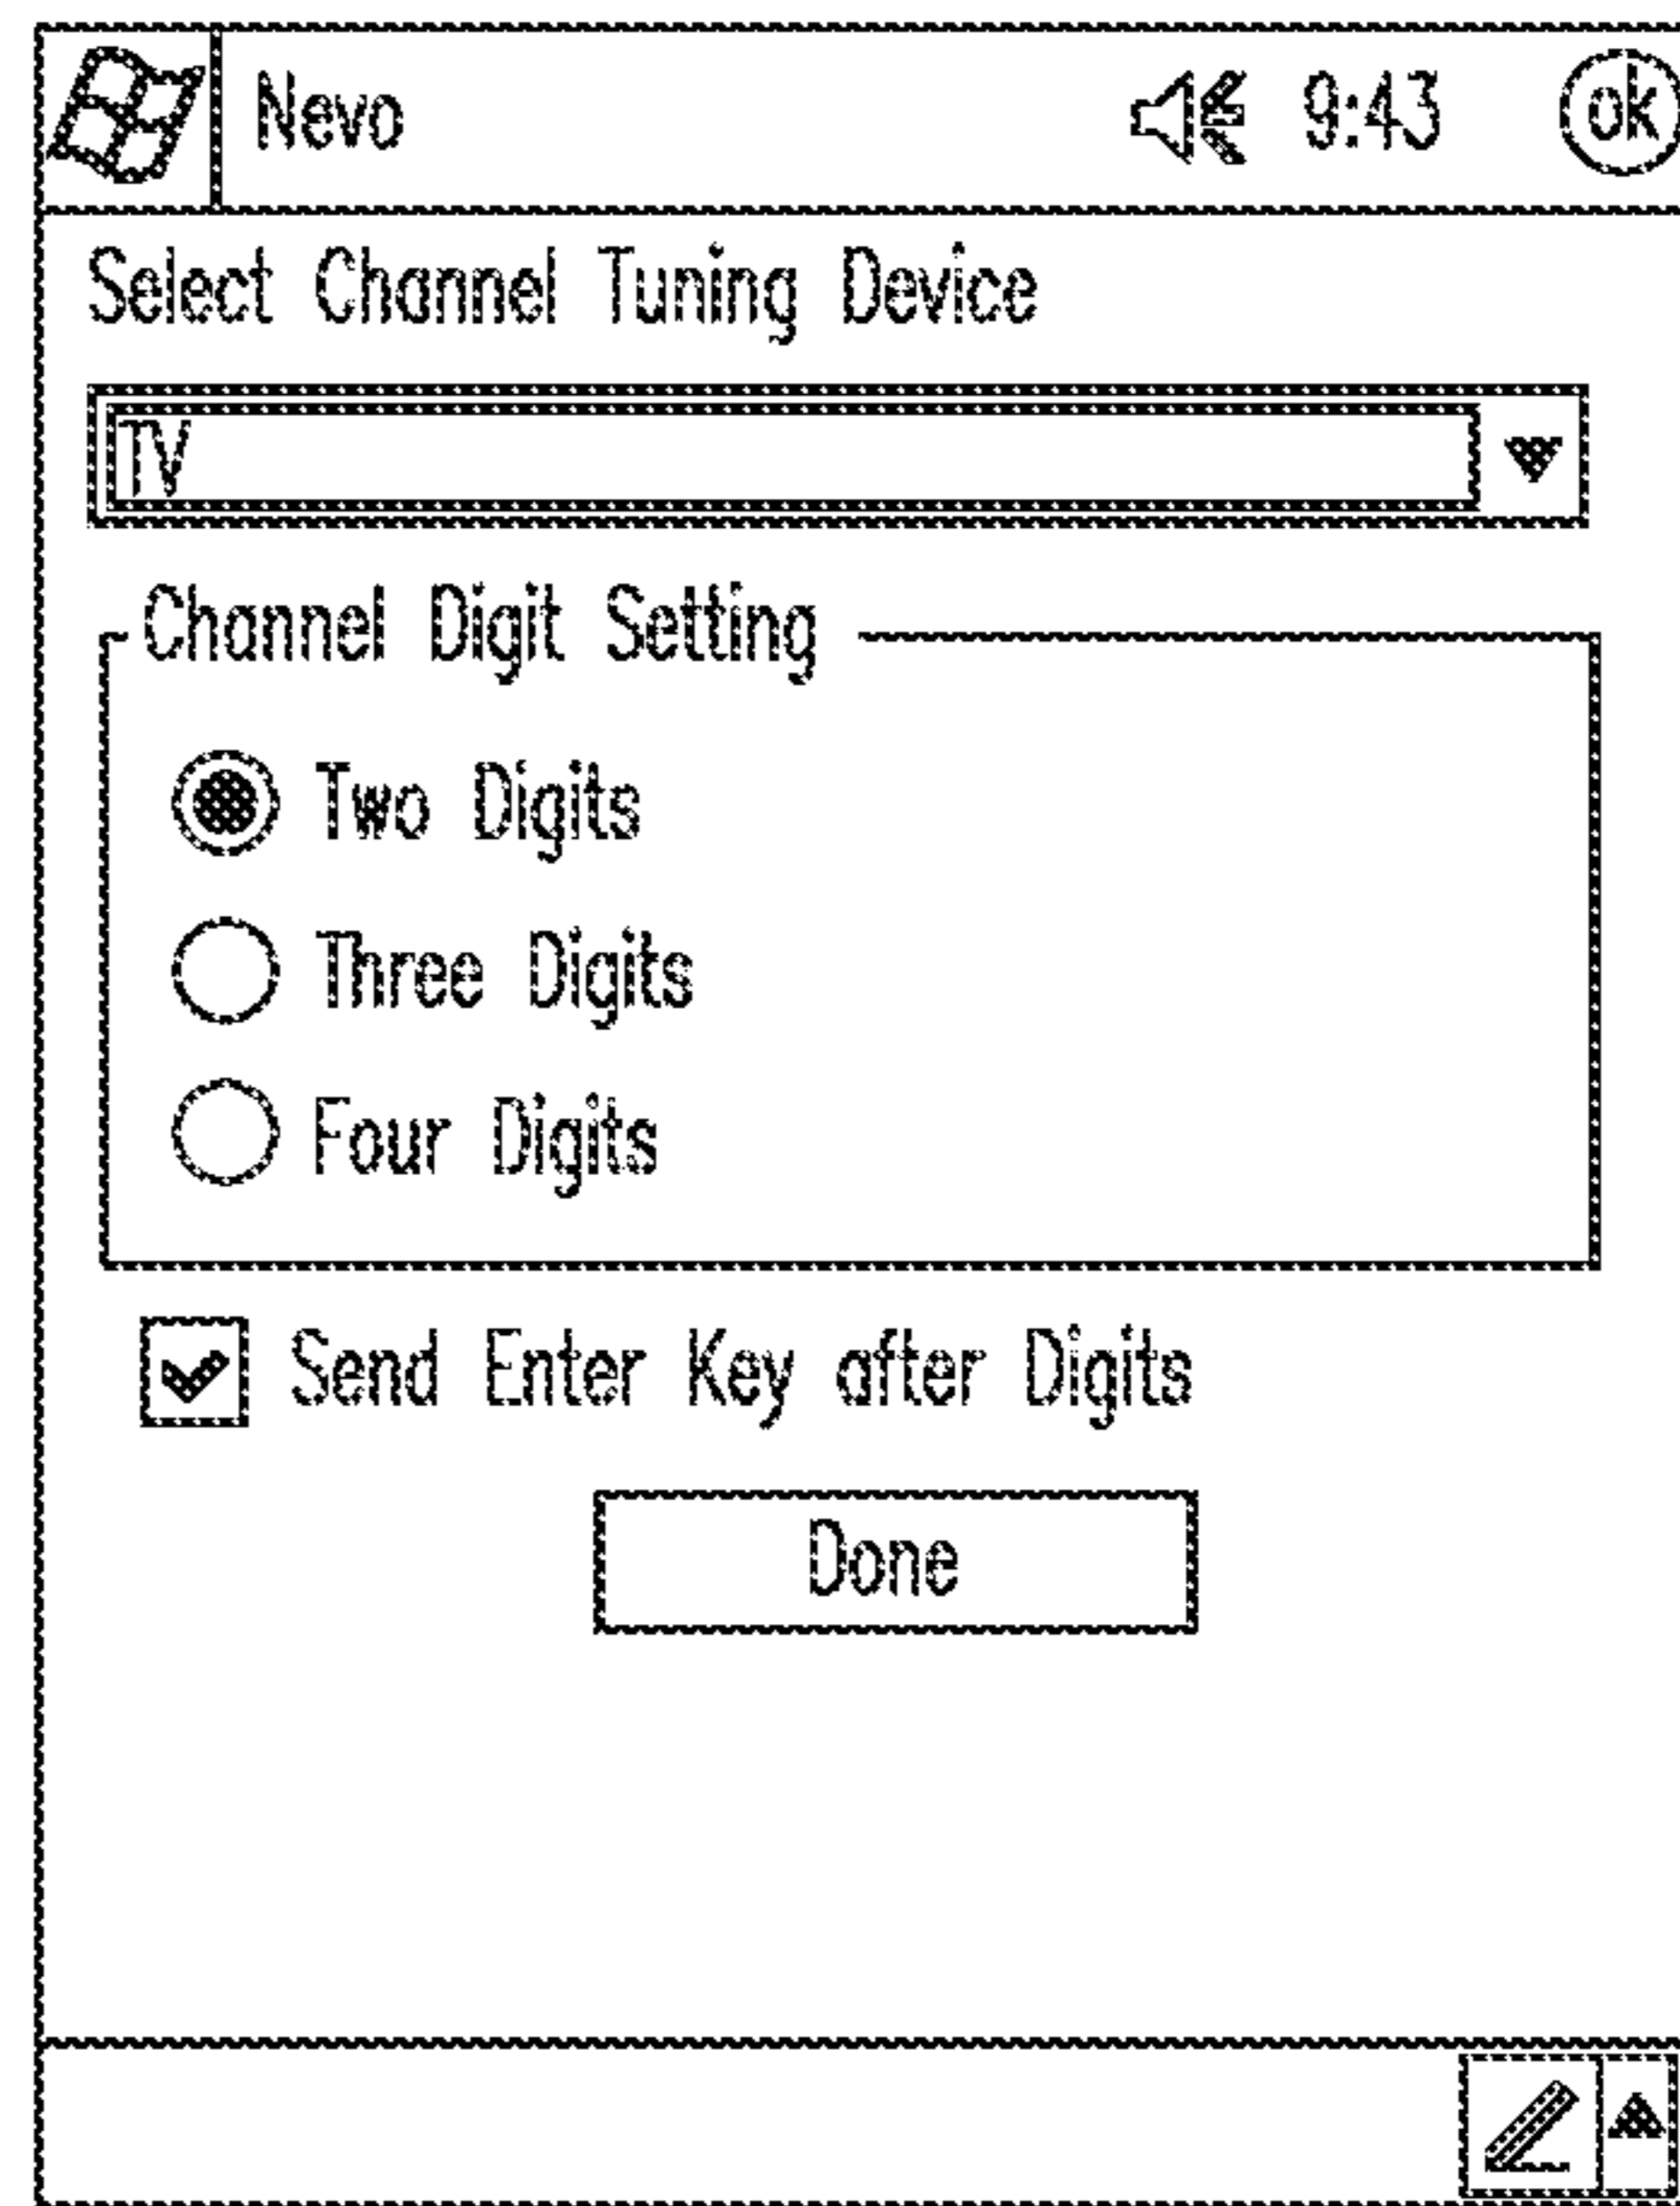 Nevo 9:43 ok
Select Channel Tuning Device
TV
Channel Digit Setting
Two Digits
Three Digits
Four Digits
Send Enter Key after Digits
Done